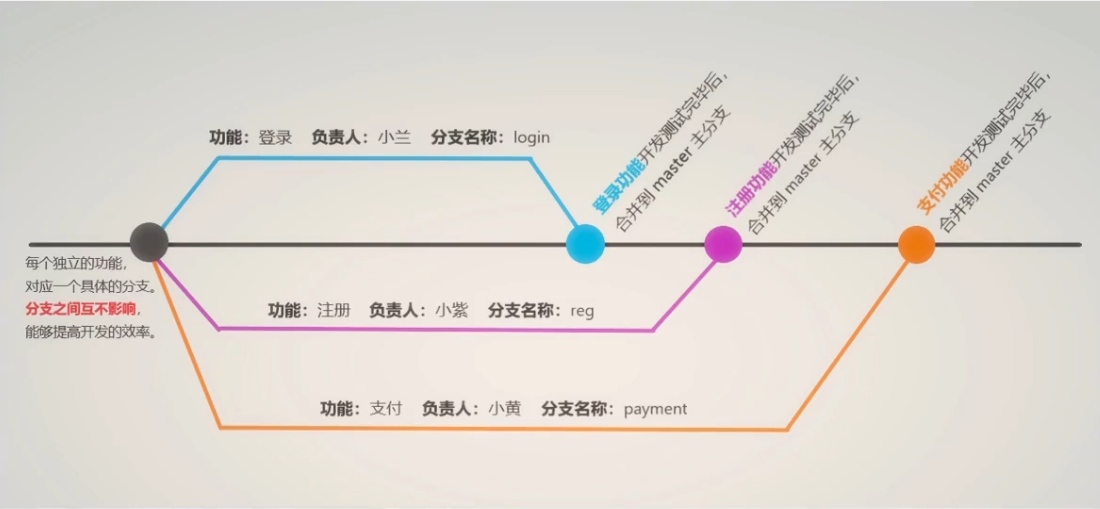 功能：登录 负责人：小兰 分支名称：login
登录功能开发测试完毕后，
合并到 master 主分支
注册功能开发测试完毕后，
合并到 master 主分支
支付功能开发测试完毕后，
合并到 master 主分支
每个独立的功能，
对应一个具体的分支。
分支之间互不影响，
能够提高开发的效率。
功能：注册 负责人：小紫 分支名称：reg
功能：支付 负责人：小黄 分支名称：payment